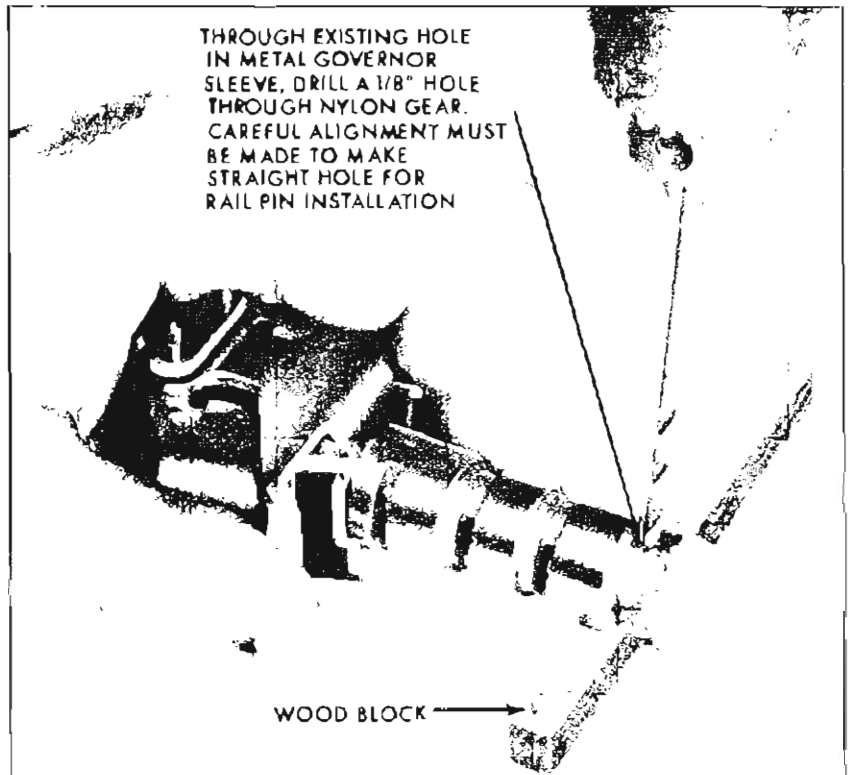 THROUGH EXISTING HOLE
IN METAL GOVERNOR
SLEEVE, DRILL A 1/8" HOLE
THROUGH NYLON GEAR.
CAREFUL ALIGNMENT MUST
BE MADE TO MAKE
STRAIGHT HOLE FOR
RAIL PIN INSTALLATION
WOOD BLOCK